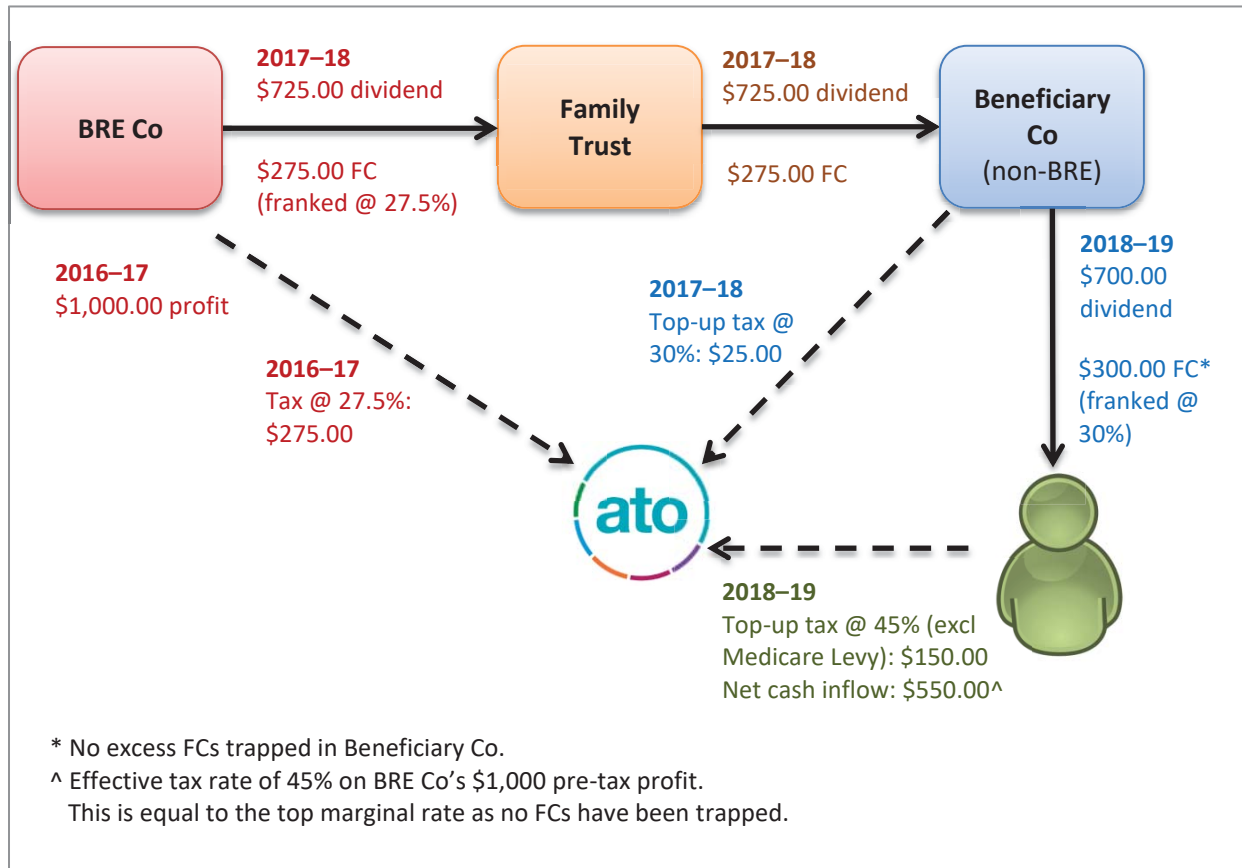 BRE Co
2017–18
$725.00 dividend
$275.00 FC
(franked @ 27.5%)
Family
Trust
2017–18
$725.00 dividend
$275.00 FC
Beneficiary
Co
(non-BRE)
2016–17
$1,000.00 profit
2016–17
Tax @ 27.5%:
$275.00
2017–18
Top-up tax @
30%: $25.00
2018–19
$700.00
dividend
$300.00 FC*
(franked @
30%)
ato
2018–19
Top-up tax @ 45% (excl
Medicare Levy): $150.00
Net cash inflow: $550.00^
* No excess FCs trapped in Beneficiary Co.
^ Effective tax rate of 45% on BRE Co’s $1,000 pre-tax profit.
This is equal to the top marginal rate as no FCs have been trapped.